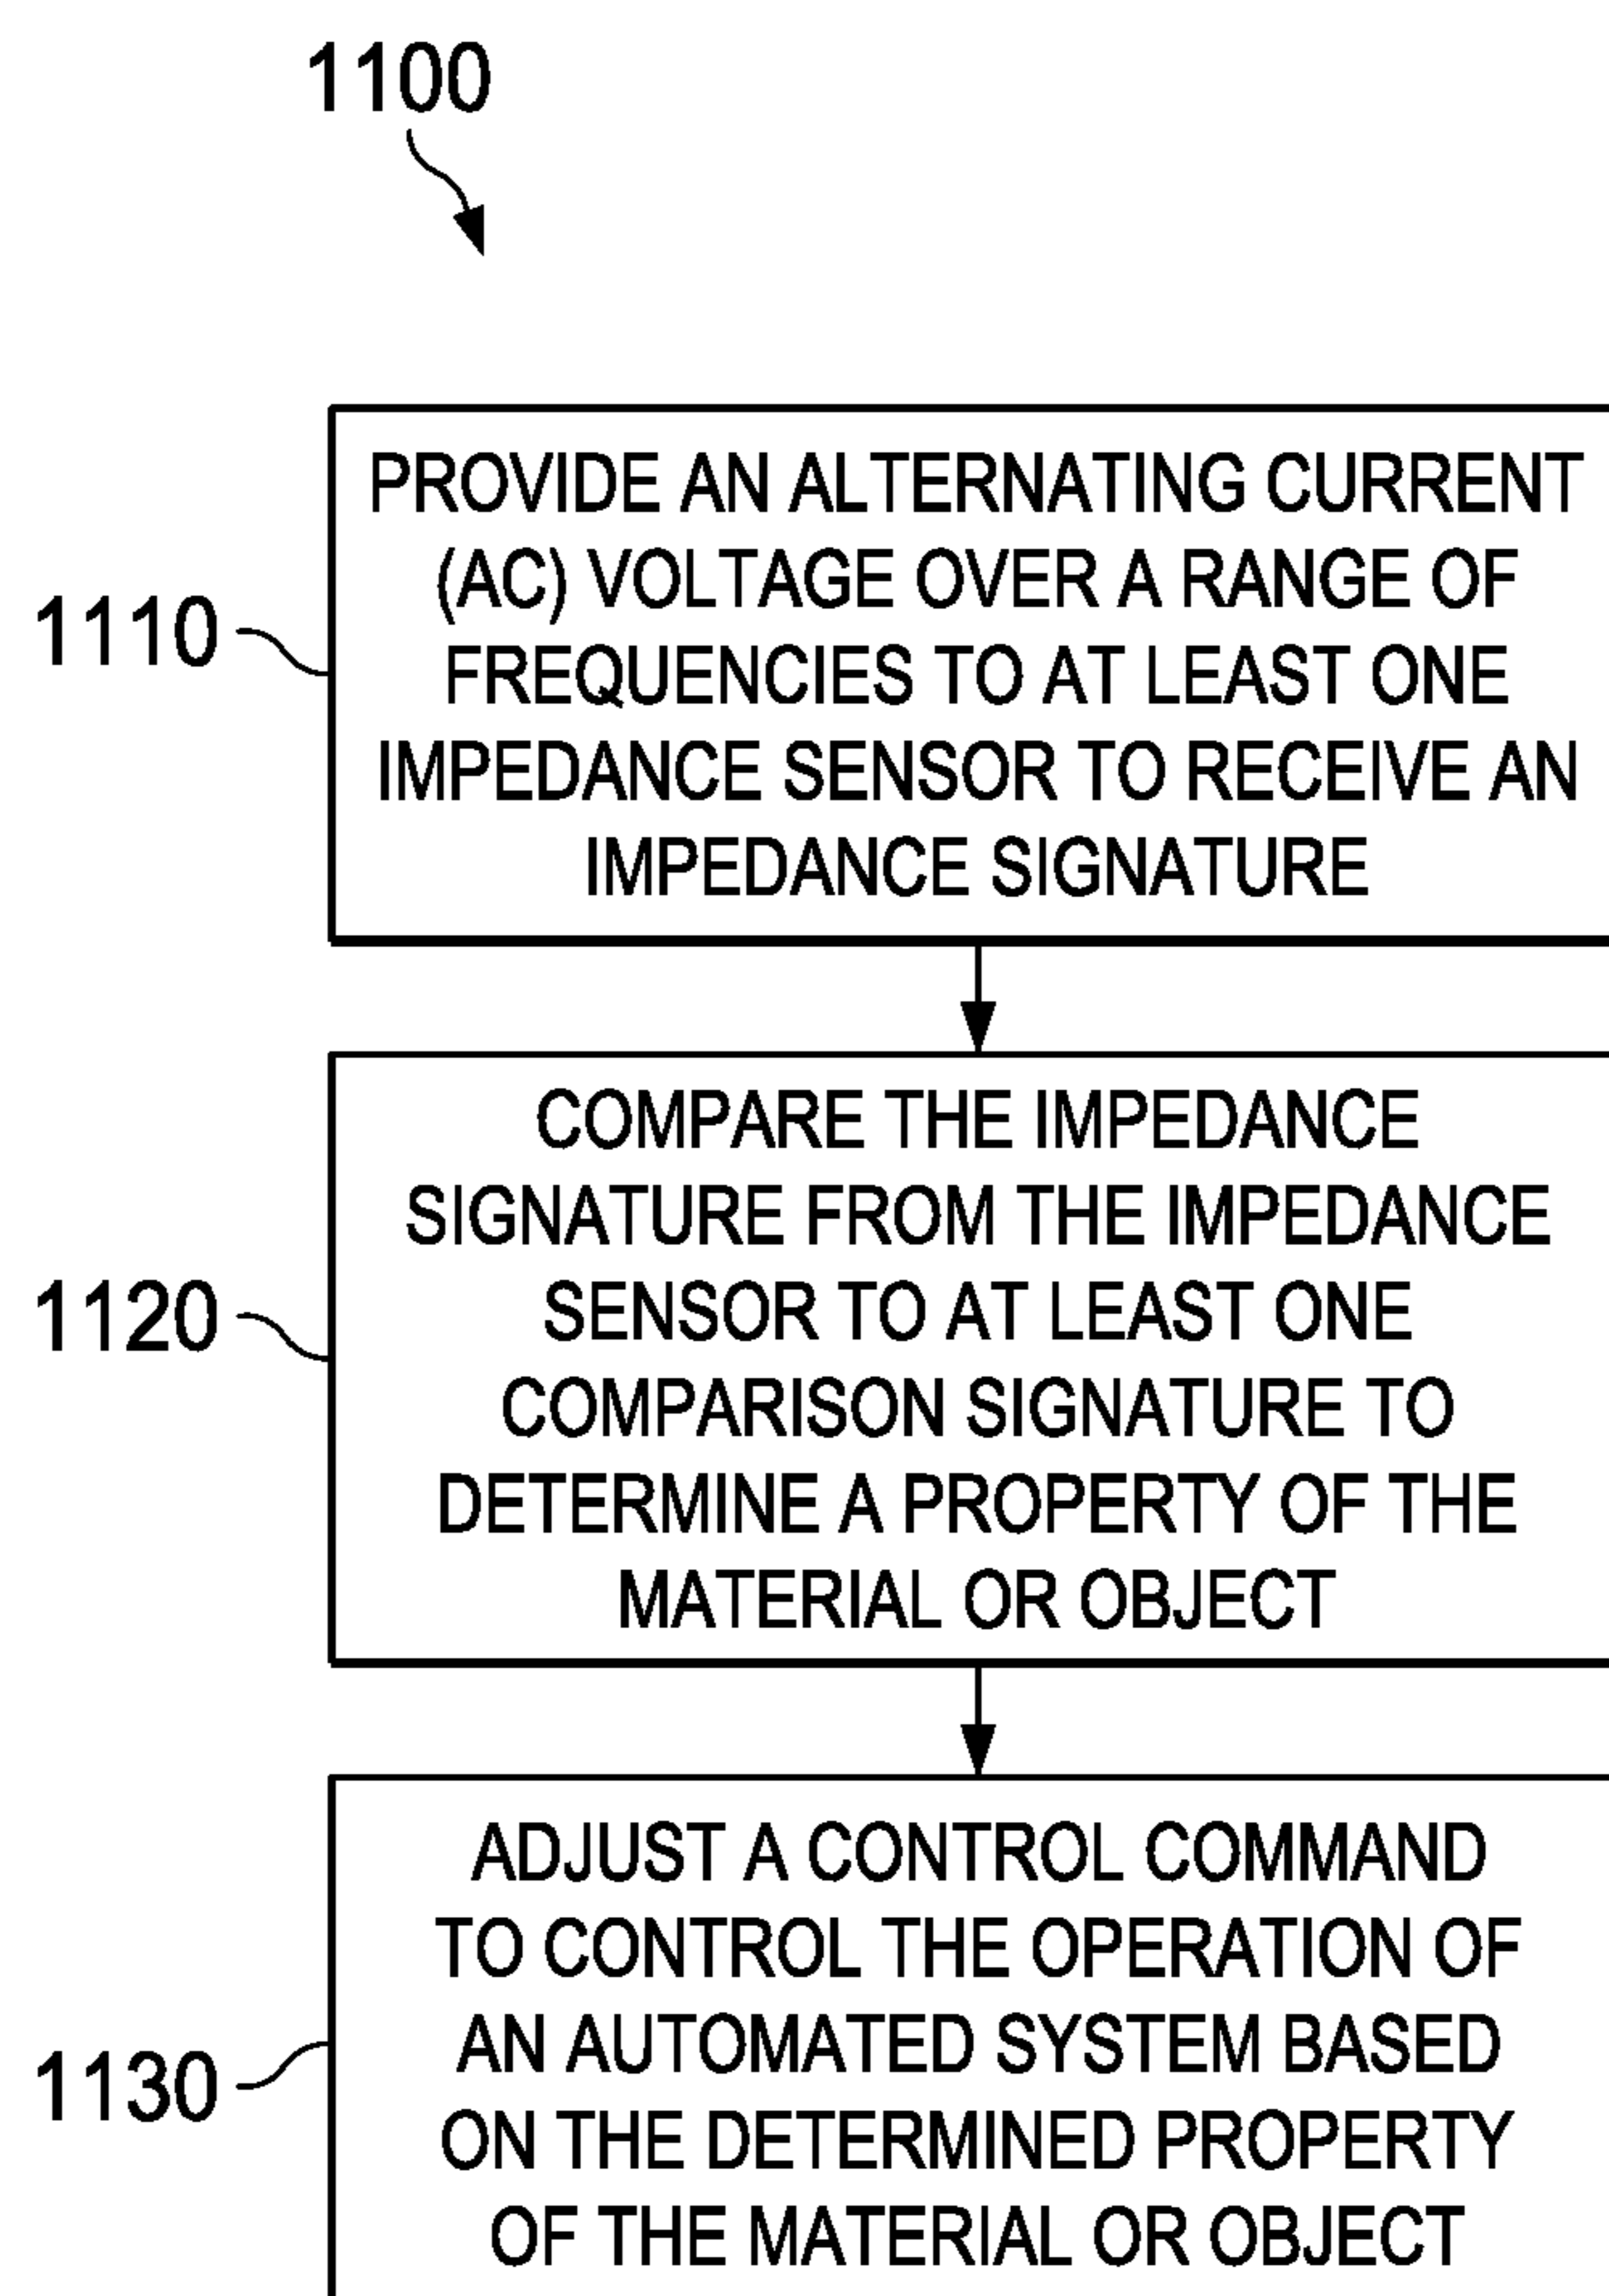 1100
PROVIDE AN ALTERNATING CURRENT
(AC) VOLTAGE OVER A RANGE OF
FREQUENCIES TO AT LEAST ONE
IMPEDANCE SENSOR TO RECEIVE AN
IMPEDANCE SIGNATURE
1110
COMPARE THE IMPEDANCE
SIGNATURE FROM THE IMPEDANCE
SENSOR TO AT LEAST ONE
COMPARISON SIGNATURE TO
DETERMINE A PROPERTY OF THE
MATERIAL OR OBJECT
1120
ADJUST A CONTROL COMMAND
TO CONTROL THE OPERATION OF
AN AUTOMATED SYSTEM BASED
ON THE DETERMINED PROPERTY
OF THE MATERIAL OR OBJECT
1130